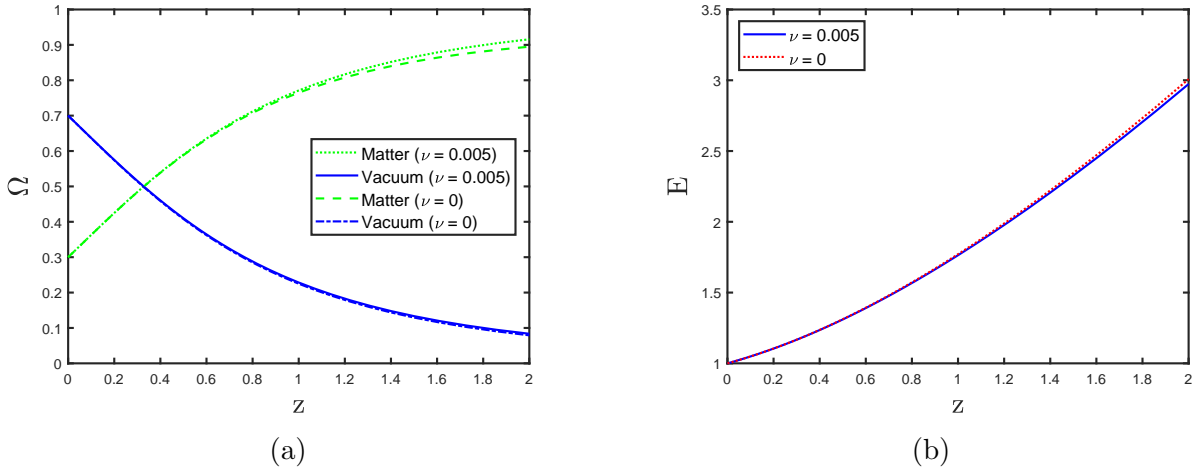 1
0.9
0.8
0.7
0.6
0.5
0.4
0.3
0.2
0.1
0
Ω
Matter (ν = 0.005)
Vacuum (ν = 0.005)
Matter (ν = 0)
Vacuum (ν = 0)
0 0.2 0.4 0.6 0.8 1 1.2 1.4 1.6 1.8 2
z
(a)
3.5
3
2.5
2
1.5
1
E
ν = 0.005
ν = 0
0 0.2 0.4 0.6 0.8 1 1.2 1.4 1.6 1.8 2
z
(b)